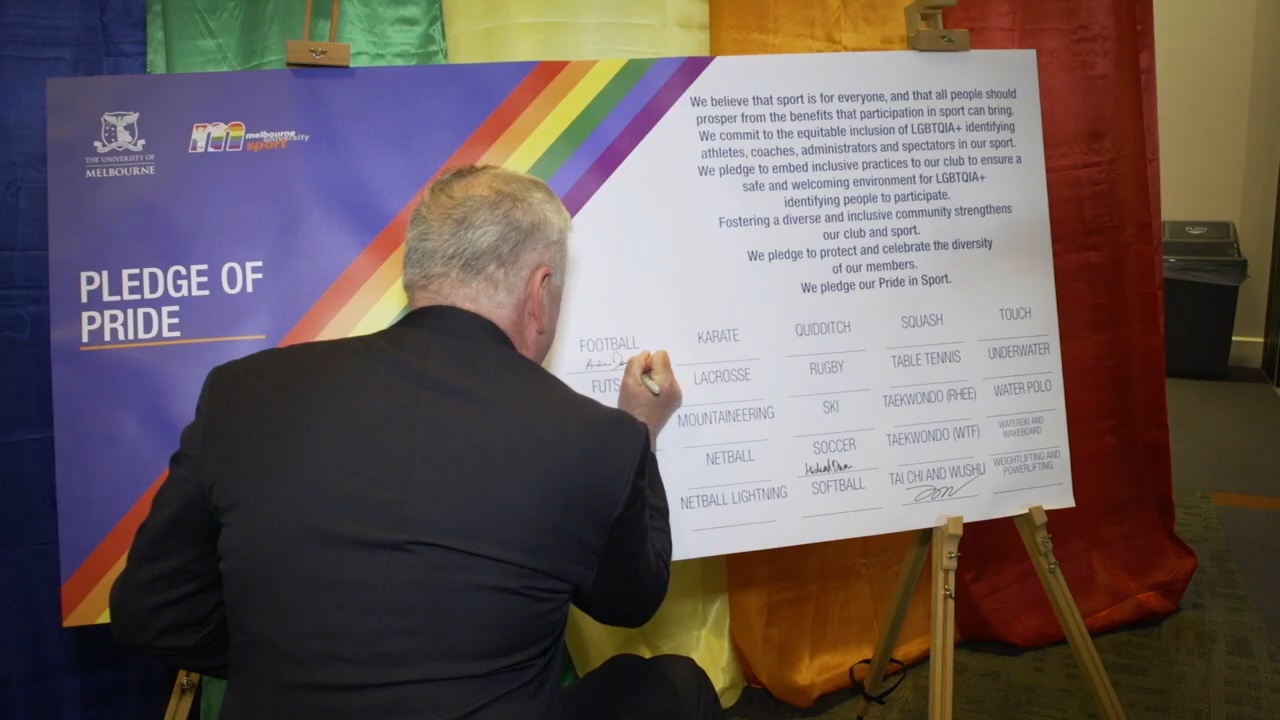 THE UNIVERSITY OF
MELBOURNE
m melbourne
university
sport
PLEDGE OF
PRIDE
We believe that sport is for everyone, and that all people should
prosper from the benefits that participation in sport can bring.
We commit to the equitable inclusion of LGBTQIA+ identifying
athletes, coaches, administrators and spectators in our sport.
We pledge to embed inclusive practices to our club to ensure a
safe and welcoming environment for LGBTQIA+
identifying people to participate.
Fostering a diverse and inclusive community strengthens
our club and sport.
We pledge to protect and celebrate the diversity
of our members.
We pledge our Pride in Sport.
FOOTBALL
FUTS
KARATE
LACROSSE
MOUNTAINEERING
NETBALL
NETBALL LIGHTNING
QUIDDITCH
RUGBY
SKI
SOCCER
SOFTBALL
SQUASH
TABLE TENNIS
TAEKWONDO (RHEE)
TAEKWONDO (WTF)
TAI CHI AND WUSHU
TOUCH
UNDERWATER
WATER POLO
WATERSKI AND
WAKEBOARD
WEIGHTLIFTING AND
POWERLIFTING
PUSH